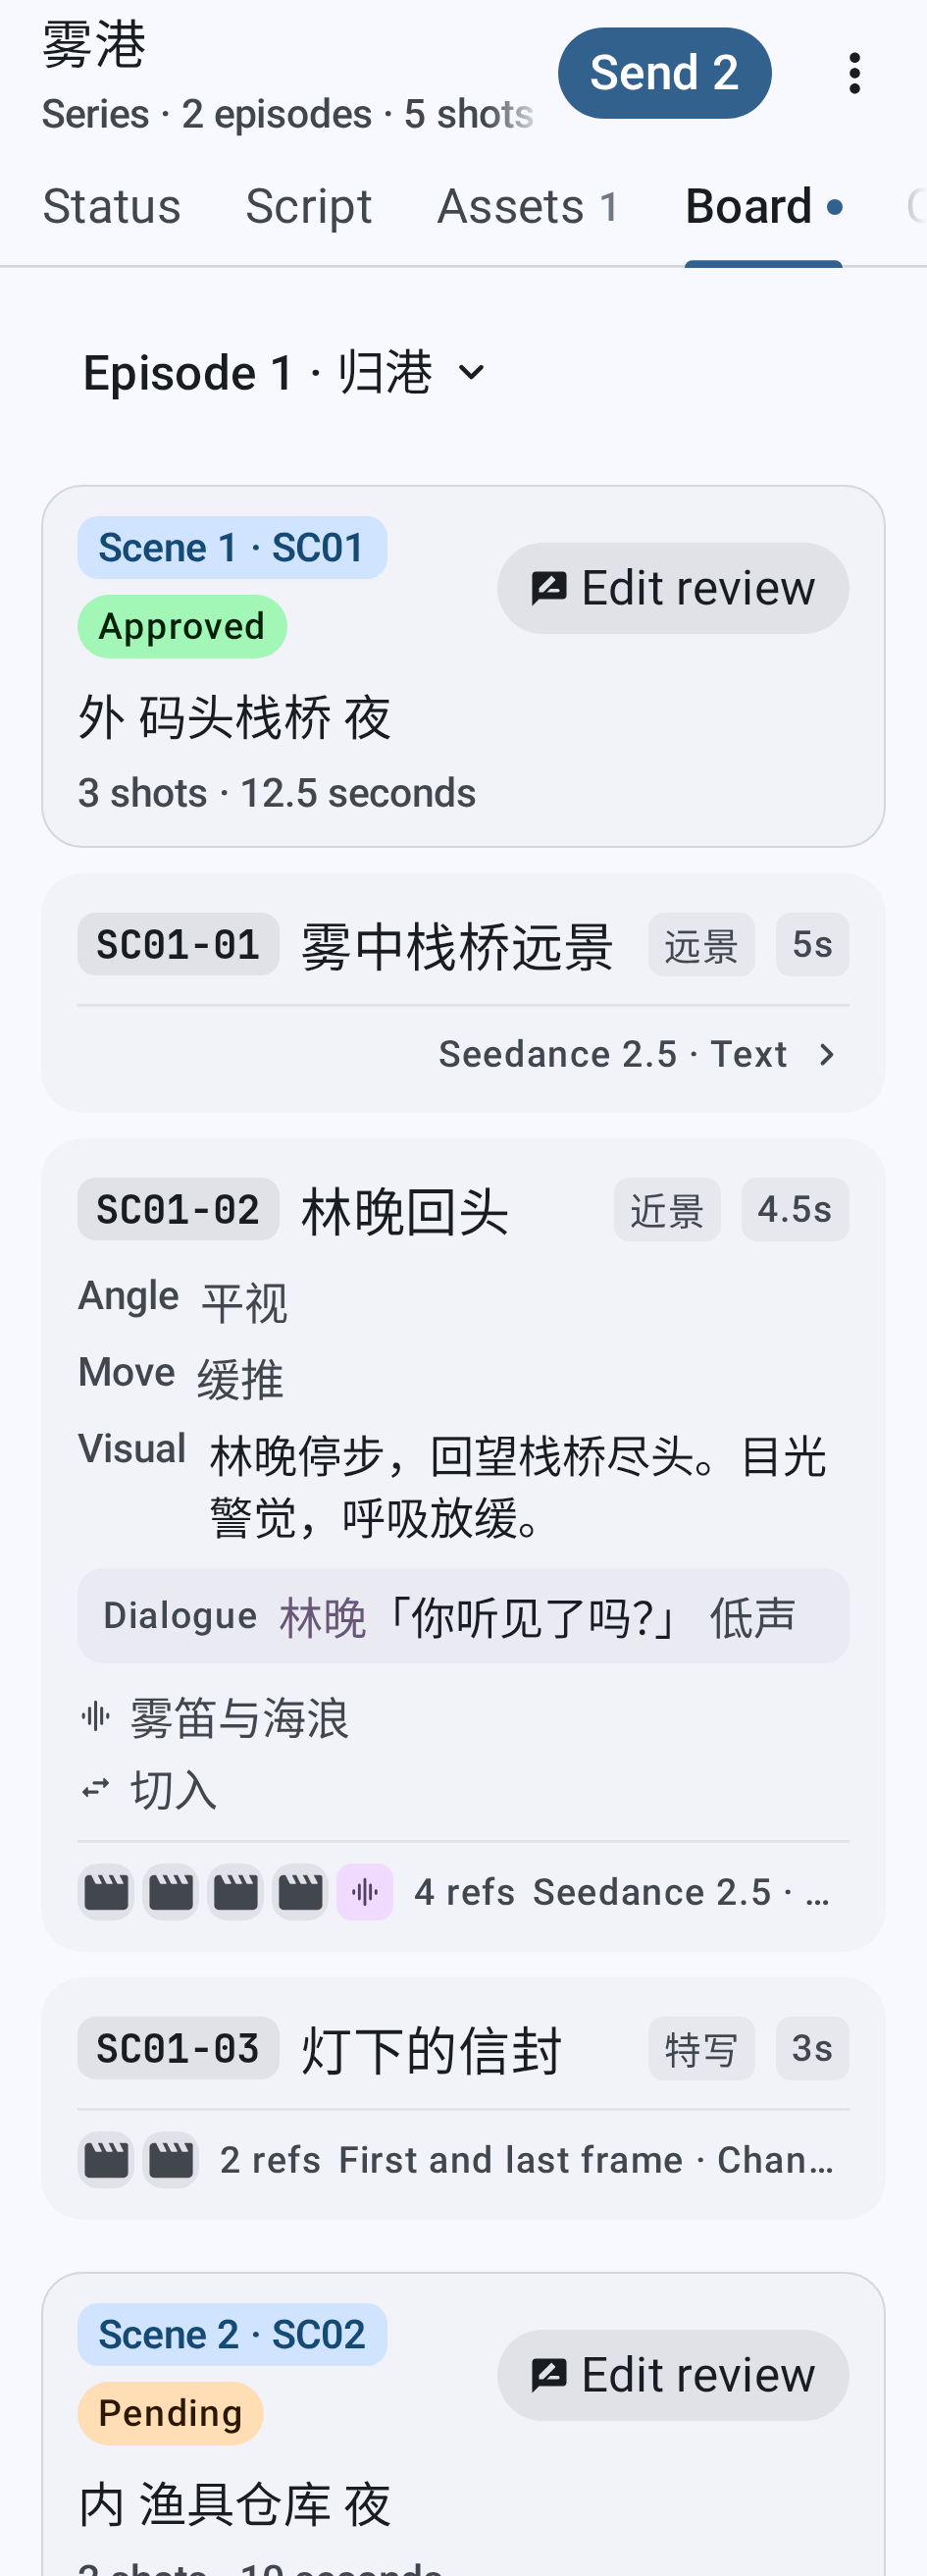 雾港
Send 2
Series · 2 episodes · 5 shots
Status Script Assets 1 Board
Episode 1 · 归港
Scene 1 · SC01
Edit review
Approved
外 码头栈桥 夜
3 shots · 12.5 seconds
SC01-01 雾中栈桥远景 远景 5s
Seedance 2.5 · Text
SC01-02 林晚回头 近景 4.5s
Angle 平视
Move 缓推
Visual 林晚停步，回望栈桥尽头。目光
警觉，呼吸放缓。
Dialogue 林晚「你听见了吗？」 低声
雾笛与海浪
切入
4 refs Seedance 2.5 · …
SC01-03 灯下的信封 特写 3s
2 refs First and last frame · Chan…
Scene 2 · SC02
Edit review
Pending
内 渔具仓库 夜